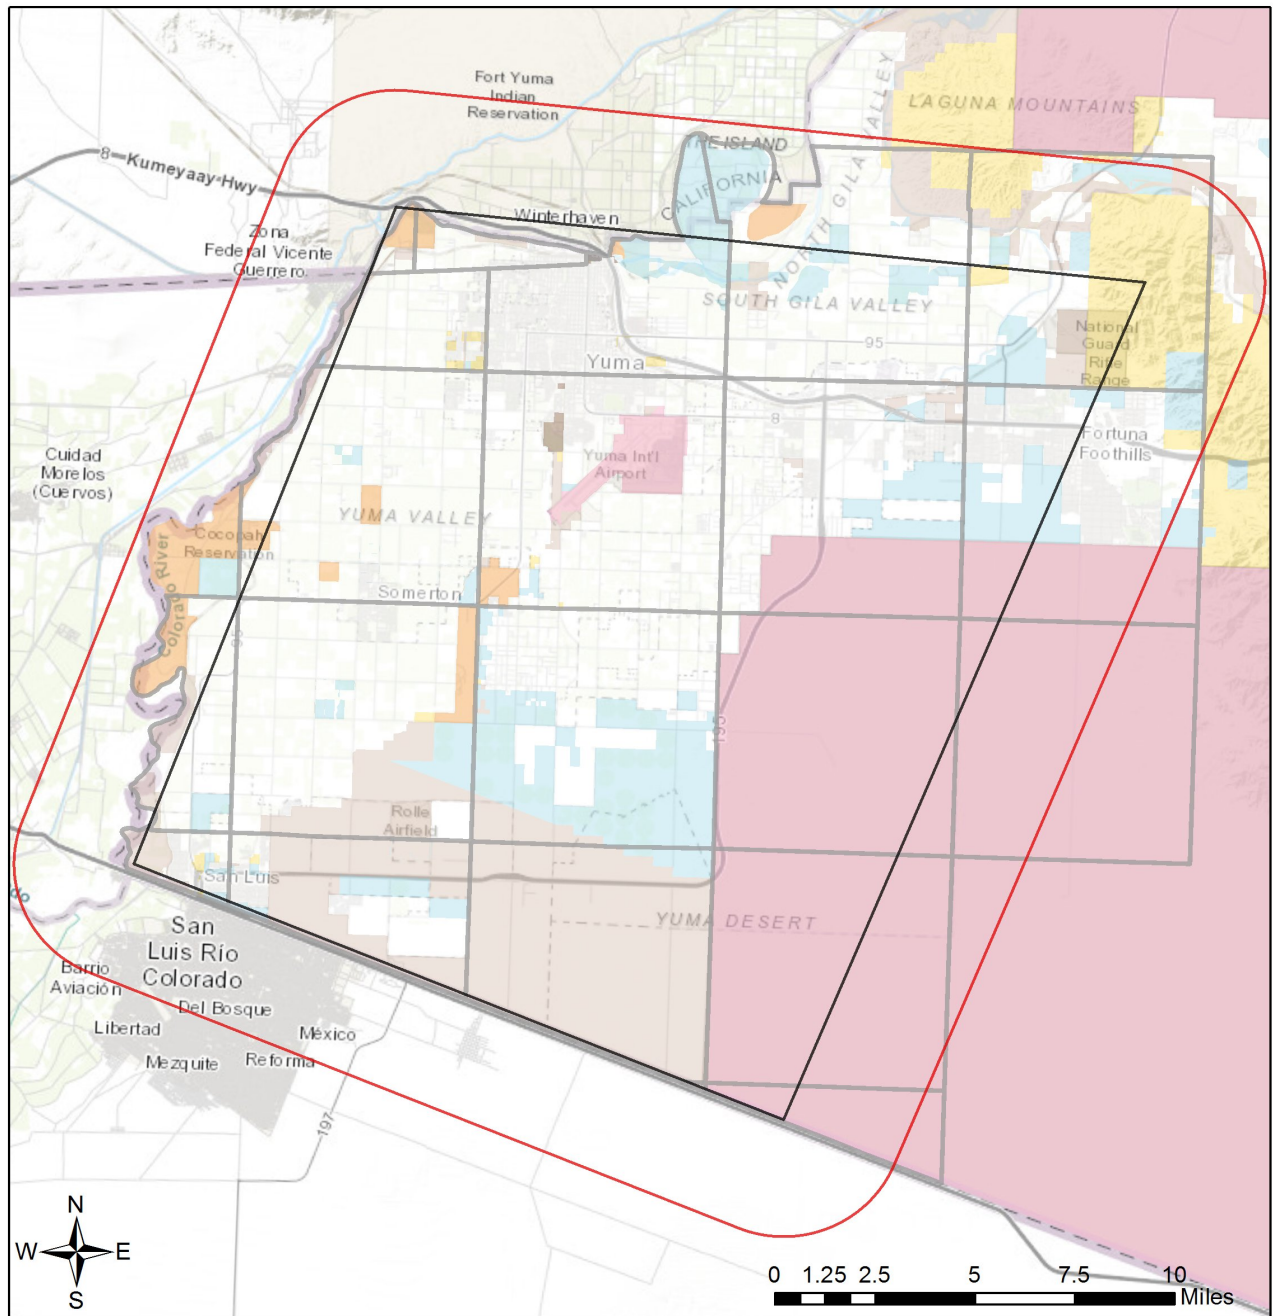 Fort Yuma
Indian
Reservation
LAGUNA MOUNTAINS
NORTH GILA VALLEY
THE ISLAND
CALIFORNIA
8
Kumeyaay Hwy
Winterhaven
Zona
Federal Vicente
Guerrero
SOUTH GILA VALLEY
95
National
Guard
Rifle
Range
Yuma
8
Fortuna
Foothills
Cuidad
Morelos
(Cuervos)
Yuma Int'l
Airport
YUMA VALLEY
Cocopah
Reservation
Colorado River
Somerton
95
195
Rolle
Airfield
San Luis
YUMA DESERT
San
Luis Río
Colorado
Barrio
Aviación
Del Bosque
Libertad
México
Mezquite
Reforma
197
N
W E
S
0 1.25 2.5 5 7.5 10
Miles